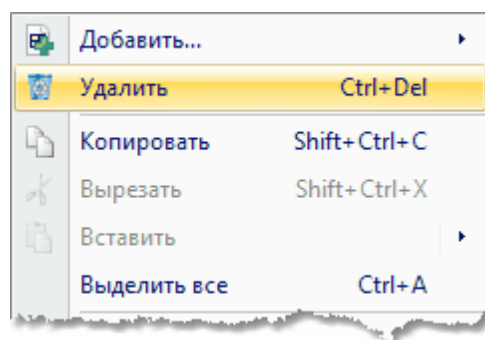 Добавить...
Удалить Ctrl+Del
Копировать Shift+Ctrl+C
Вырезать Shift+Ctrl+X
Вставить
Выделить все Ctrl+A